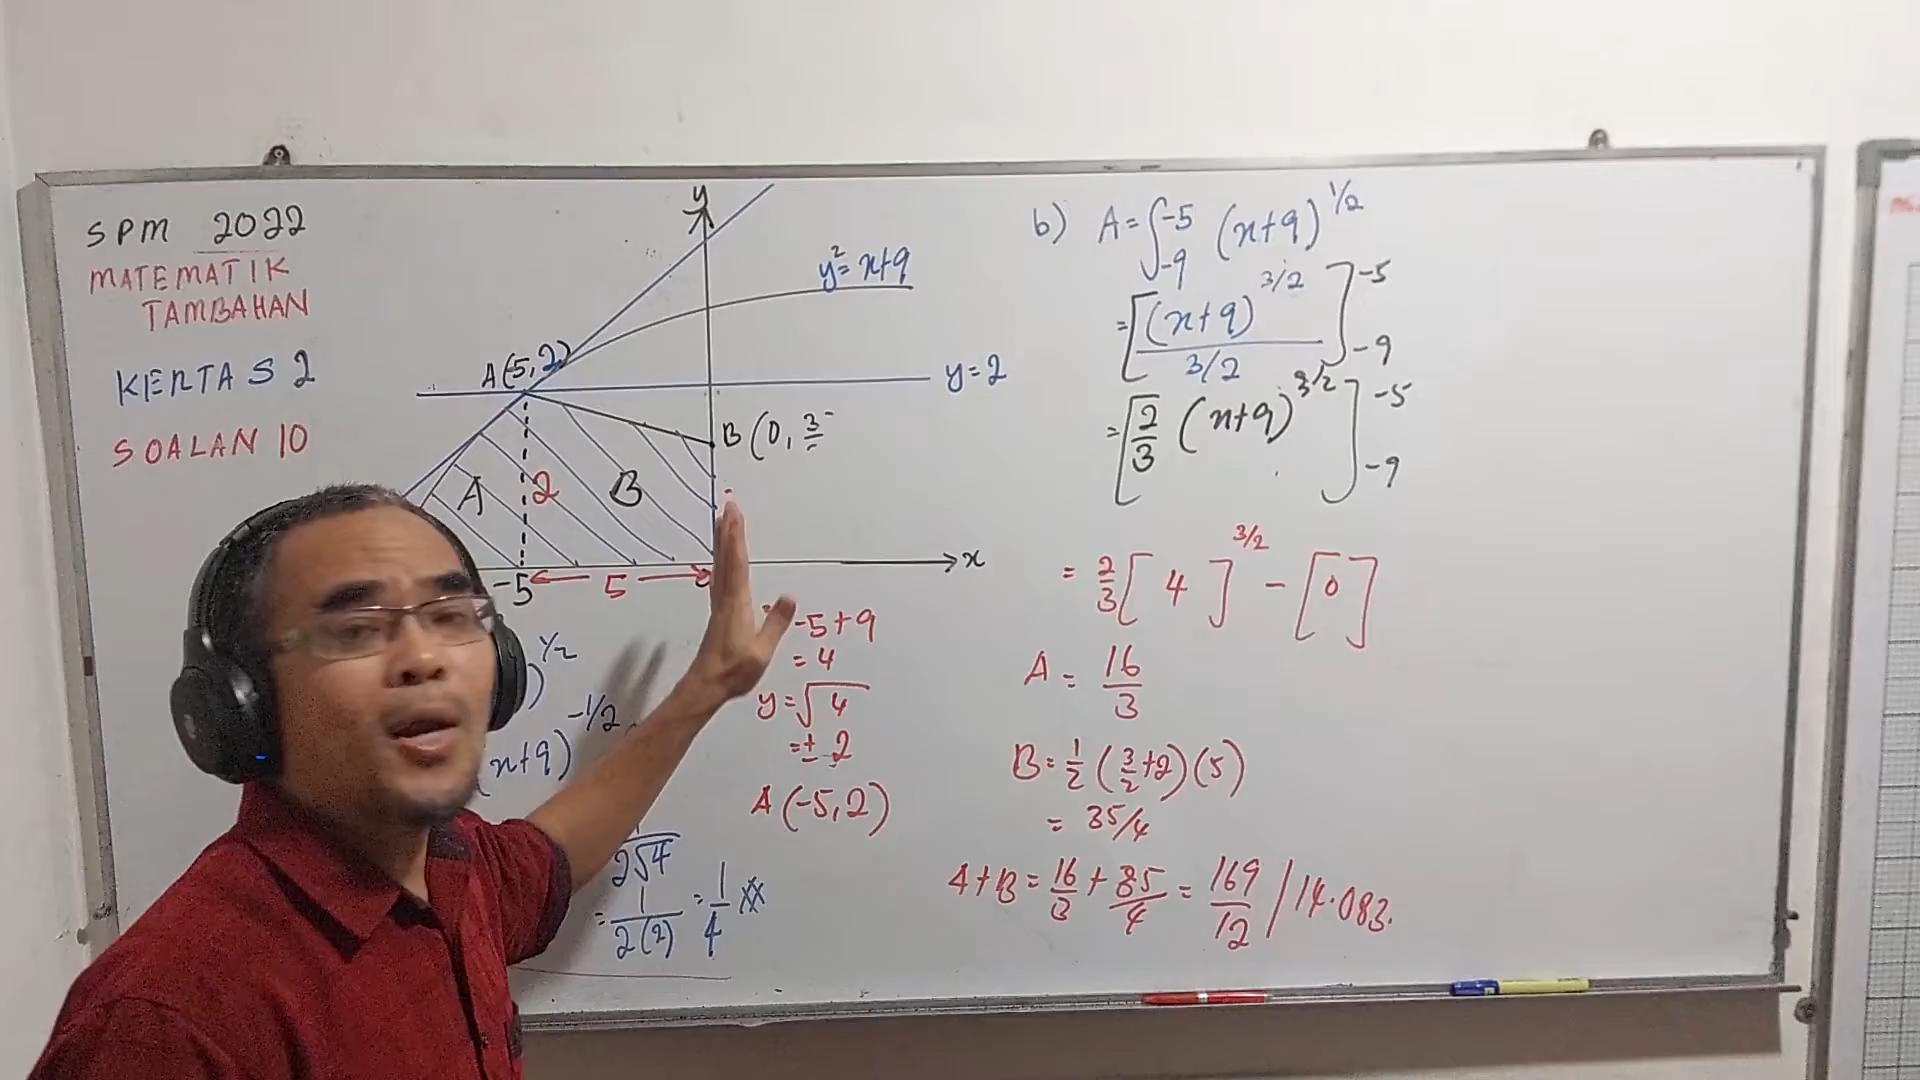 SPM 2022
MATEMATIK
TAMBAHAN
KERTAS 2
SOALAN 10
y
y² = x+9
A(-5,2)
y = 2
B (0, 3
A
2
B
x
-5
5
)^1/2
(x+9)^-1/2
2√4
= 1/2(2) = 1/4
-5+9
= 4
y = √4
= ± 2
A (-5,2)
b) A = ∫_-9^-5 (x+9)^1/2
= [(x+9)^3/2 / 3/2]_-9^-5
= [2/3 (x+9)^3/2]_-9^-5
= 2/3 [4]^3/2 - [0]
A = 16/3
B = 1/2 (3/2+2)(5)
= 35/4
A+B = 16/3 + 35/4 = 169/12 / 14.083.